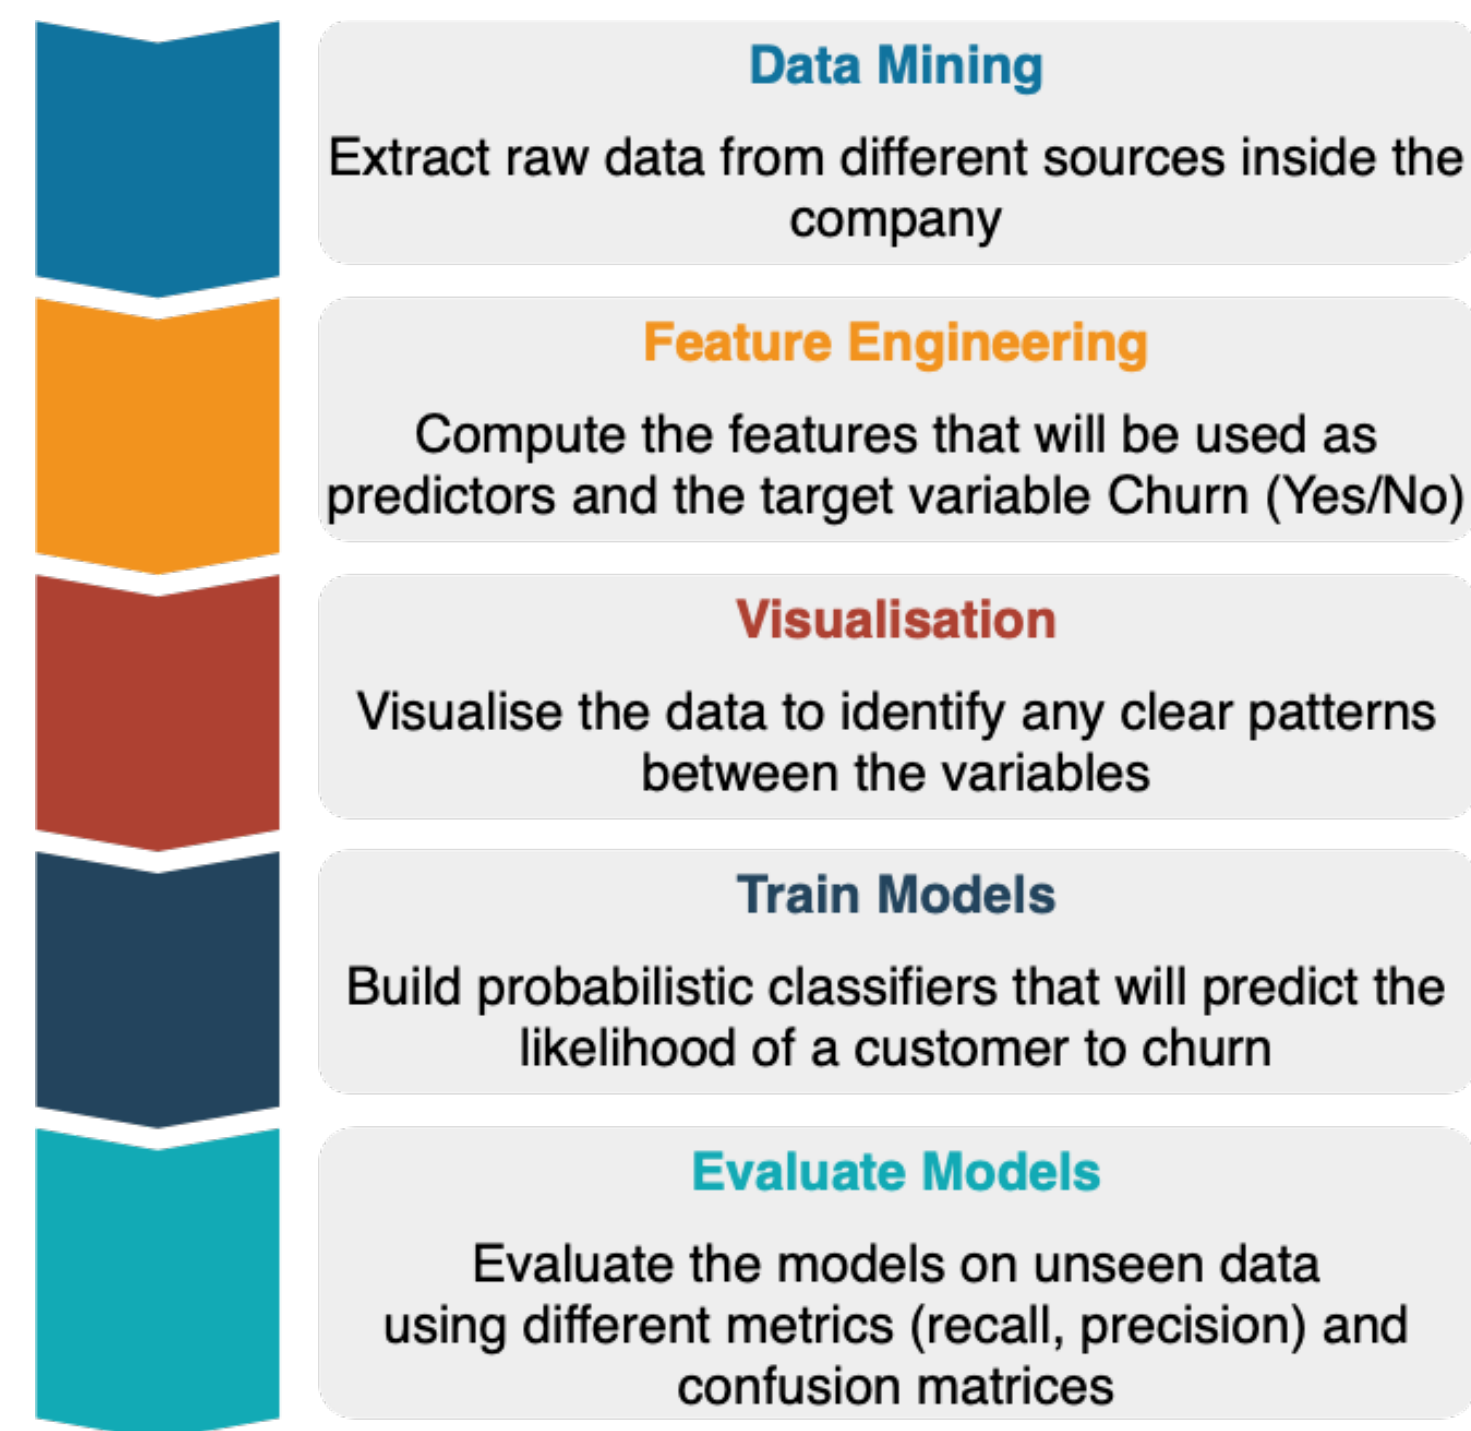 Data Mining
Extract raw data from different sources inside the
company
Feature Engineering
Compute the features that will be used as
predictors and the target variable Churn (Yes/No)
Visualisation
Visualise the data to identify any clear patterns
between the variables
Train Models
Build probabilistic classifiers that will predict the
likelihood of a customer to churn
Evaluate Models
Evaluate the models on unseen data
using different metrics (recall, precision) and
confusion matrices